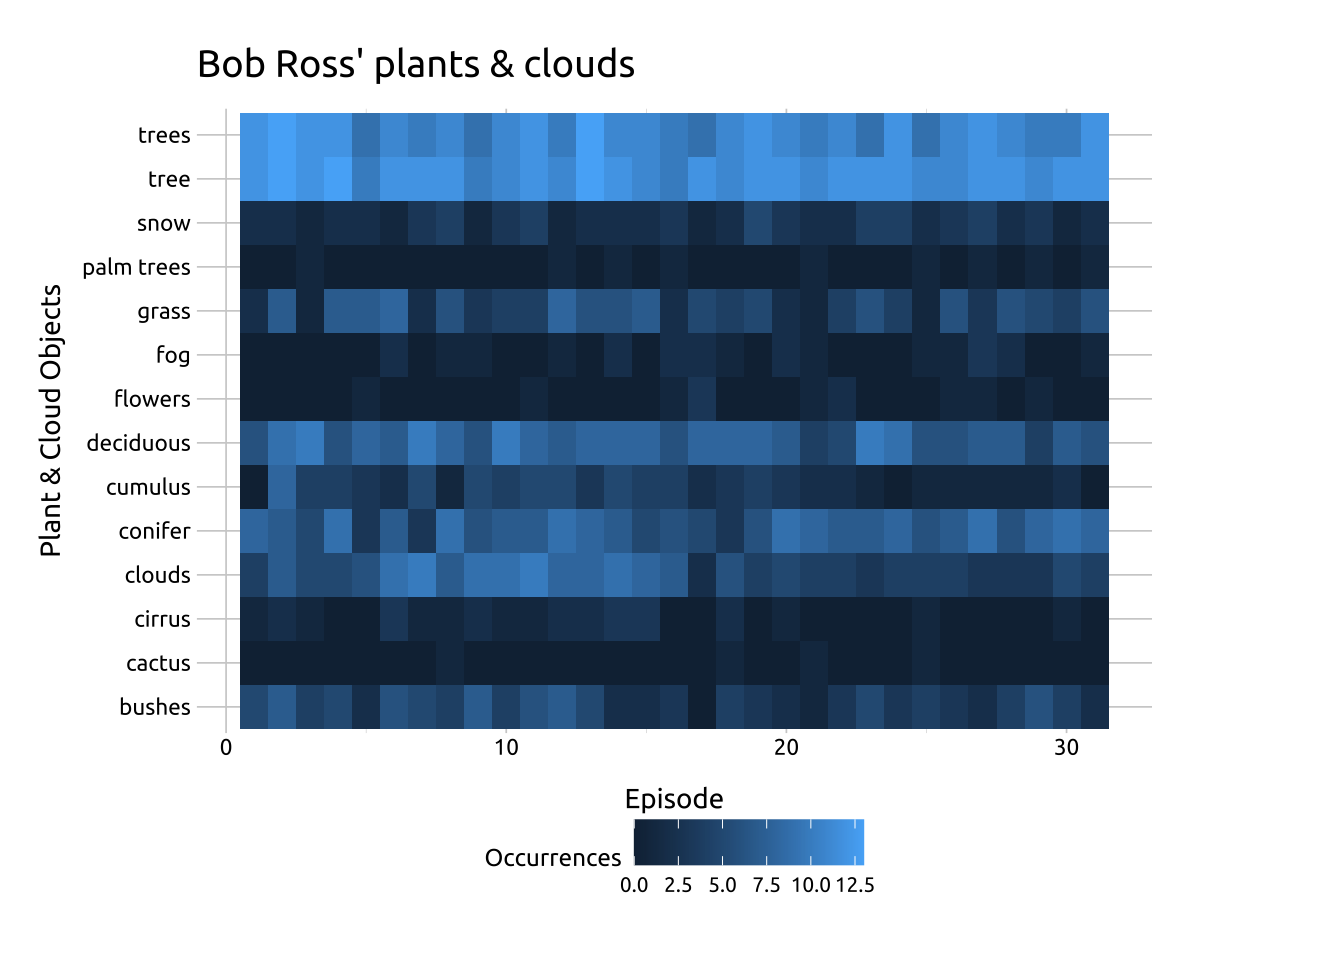 Bob Ross' plants & clouds
Plant & Cloud Objects
trees
tree
snow
palm trees
grass
fog
flowers
deciduous
cumulus
conifer
clouds
cirrus
cactus
bushes
0 10 20 30
Episode
Occurrences
0.0 2.5 5.0 7.5 10.0 12.5